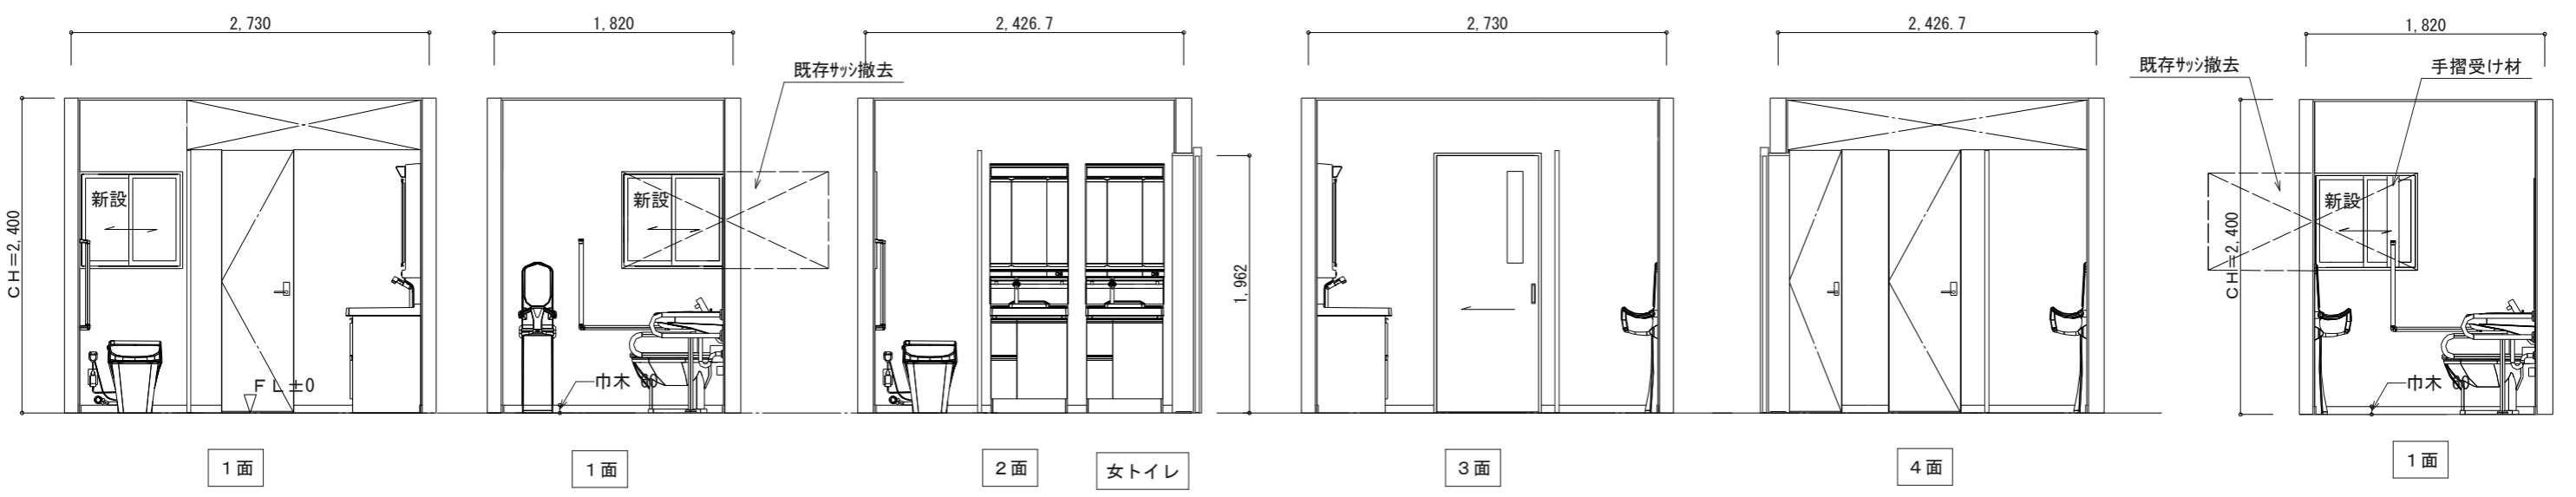 2,730
1,820
2,426.7
2,730
2,426.7
1,820
既存ｻｯｼ撤去
既存ｻｯｼ撤去
手摺受け材
ＣＨ＝2,400
新設
新設
1,962
ＣＨ＝2,400
新設
ＦＬ±0
巾木
巾木
１面
１面
２面
女トイレ
３面
４面
１面